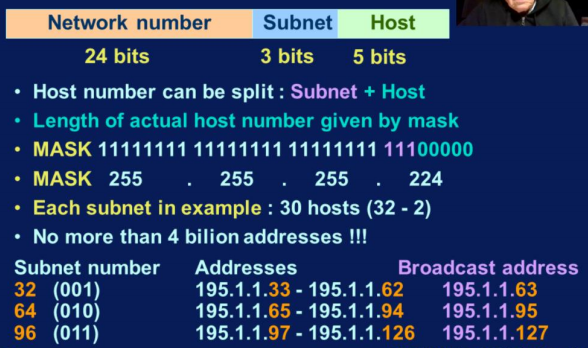 Network number Subnet Host
24 bits 3 bits 5 bits
• Host number can be split : Subnet + Host
• Length of actual host number given by mask
• MASK 11111111 11111111 11111111 11100000
• MASK 255 . 255 . 255 . 224
• Each subnet in example : 30 hosts (32 - 2)
• No more than 4 bilion addresses !!!
Subnet number Addresses Broadcast address
32 (001) 195.1.1.33 - 195.1.1.62 195.1.1.63
64 (010) 195.1.1.65 - 195.1.1.94 195.1.1.95
96 (011) 195.1.1.97 - 195.1.1.126 195.1.1.127